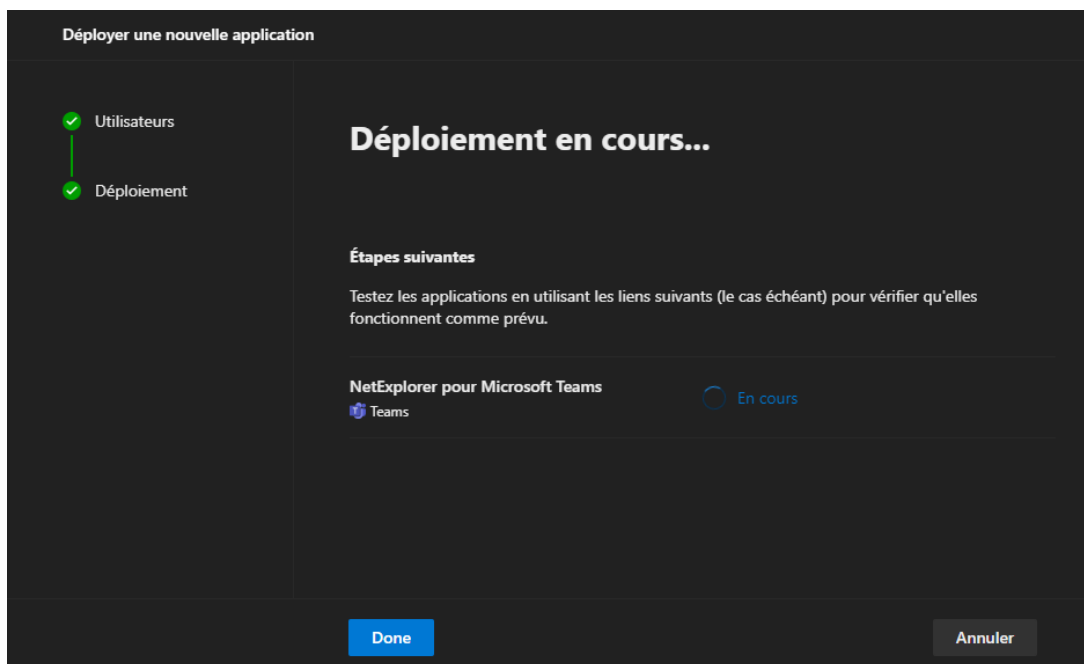 Déployer une nouvelle application
Utilisateurs
Déploiement
Déploiement en cours...
Étapes suivantes
Testez les applications en utilisant les liens suivants (le cas échéant) pour vérifier qu'elles
fonctionnent comme prévu.
NetExplorer pour Microsoft Teams
Teams
En cours
Done
Annuler